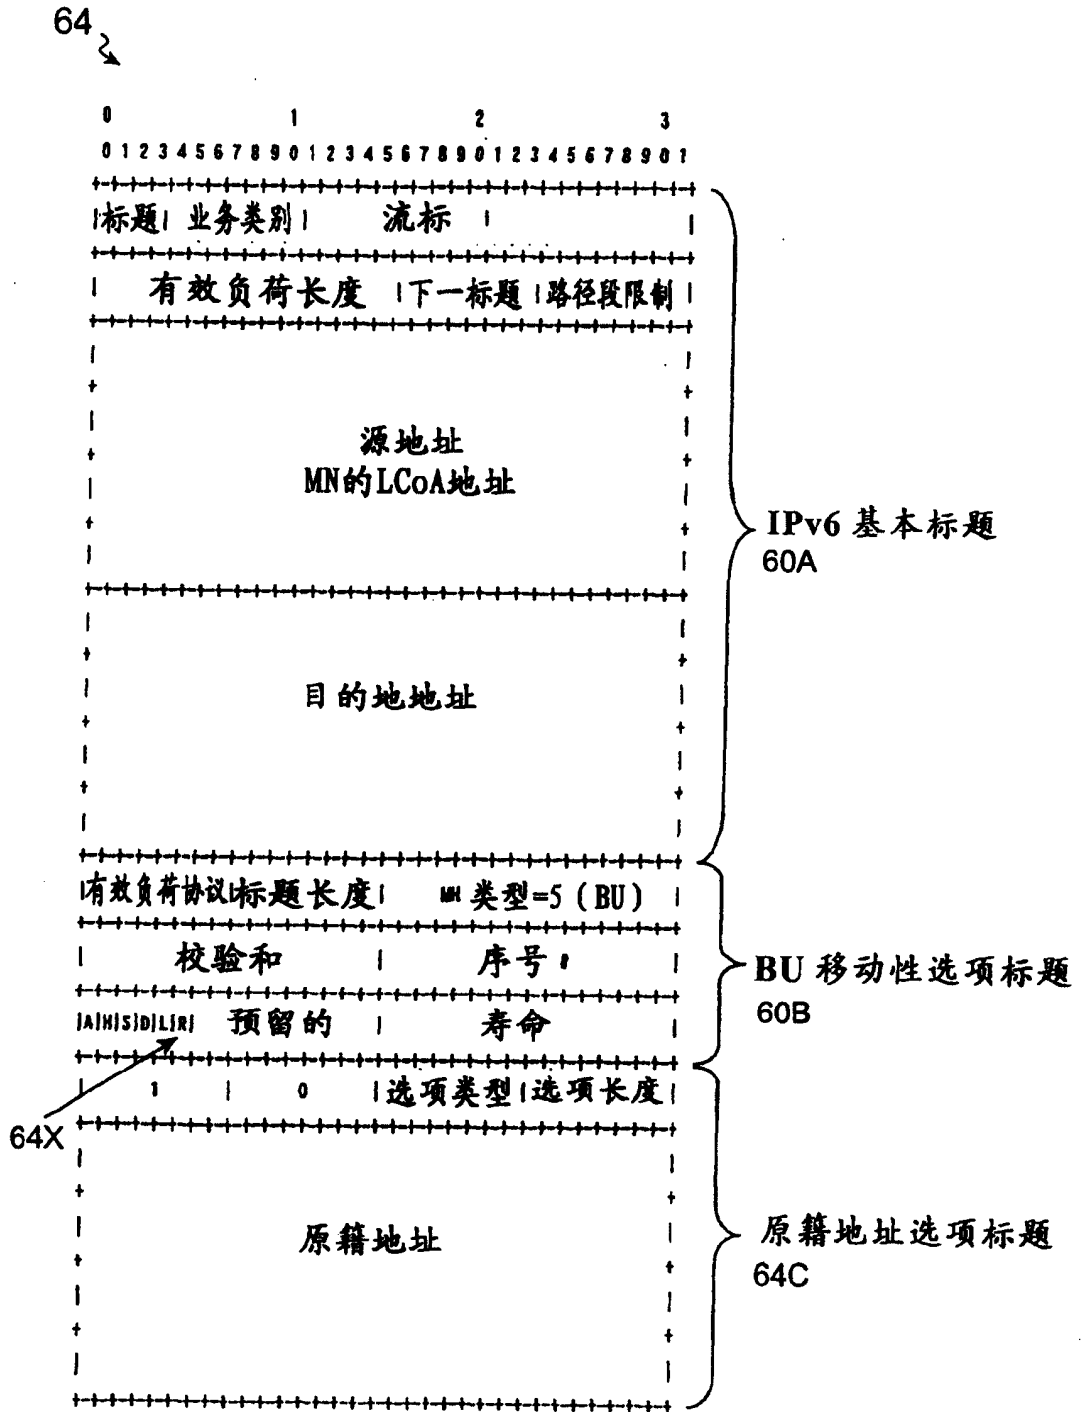 64
0 1 2 3
0 1 2 3 4 5 6 7 8 9 0 1 2 3 4 5 6 7 8 9 0 1 2 3 4 5 6 7 8 9 0 1
|标题| 业务类别 | 流标 | |
| 有效负荷长度 |下一标题 |路径段限制|
源地址
MN的LCoA地址
IPv6 基本标题
60A
目的地地址
|有效负荷协议|标题长度| MH 类型=5 (BU) |
| 校验和 | 序号 |
BU 移动性选项标题
60B
|A|H|S|D|L|R| 预留的 | 寿命
| 1 | 0 |选项类型|选项长度|
64X
原籍地址
原籍地址选项标题
64C